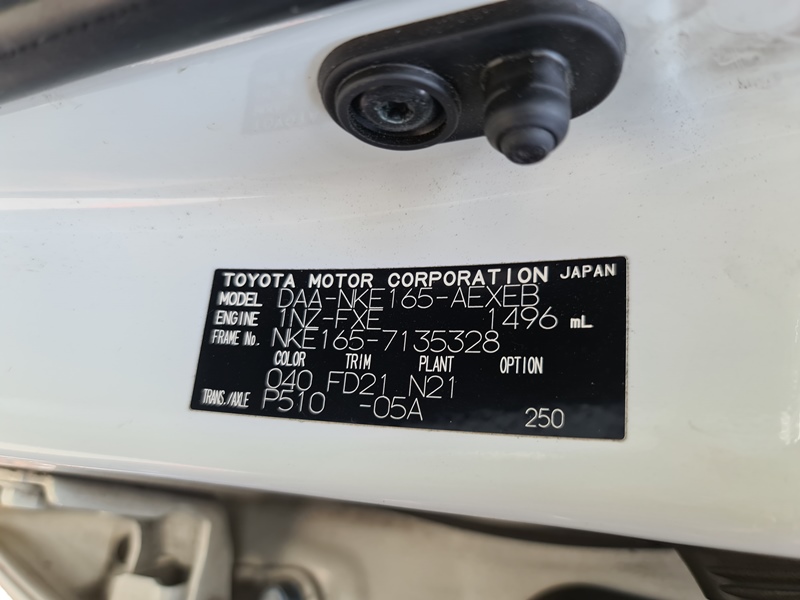 TOYOTA MOTOR CORPORATION JAPAN
MODEL DAA-NKE165-AEXEB
ENGINE 1NZ-FXE 1496 mL
FRAME No. NKE165-7135328
COLOR TRIM PLANT OPTION
040 FD21 N21
TRANS./AXLE P510 -05A 250